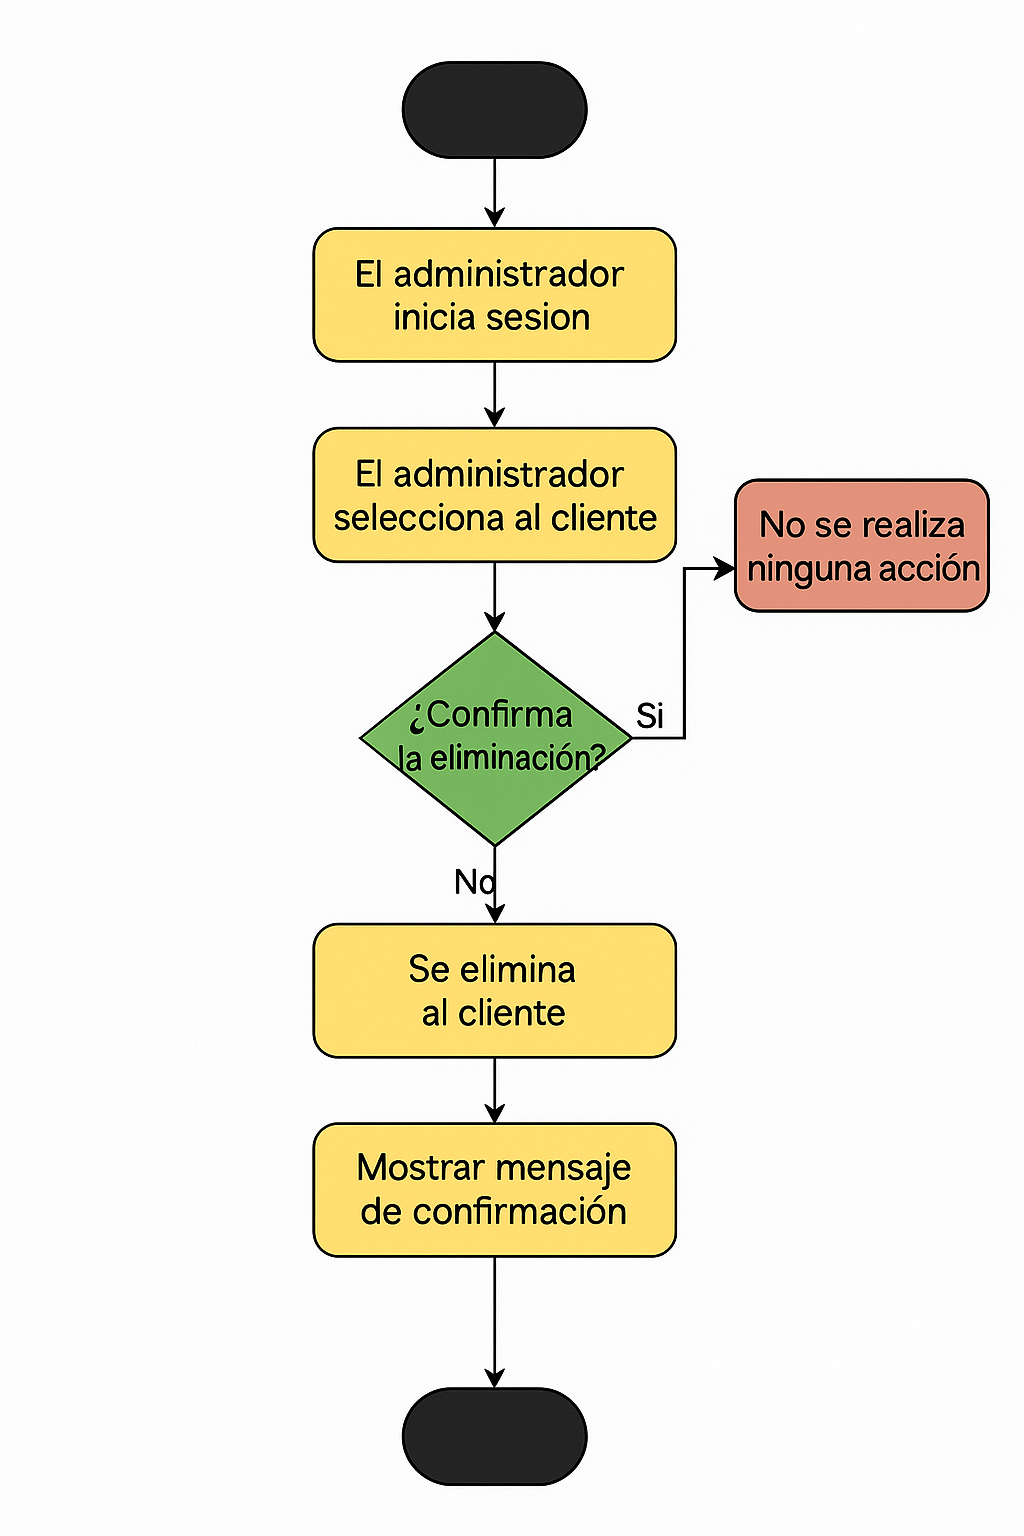 El administrador
inicia sesion
El administrador
selecciona al cliente
No se realiza
ninguna acción
¿Confirma
la eliminación?
Si
No
Se elimina
al cliente
Mostrar mensaje
de confirmación